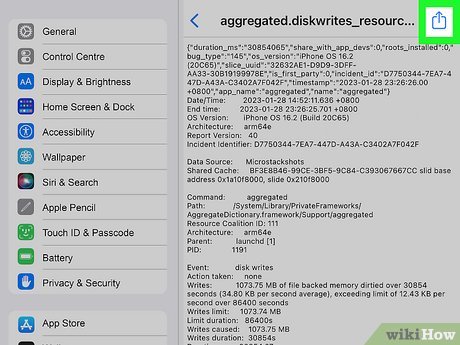 General
Control Centre
Display & Brightness
Home Screen & Dock
Accessibility
Wallpaper
Siri & Search
Apple Pencil
Touch ID & Passcode
Battery
Privacy & Security
App Store
aggregated.diskwrites_resourc...
{"duration_ms":"30854065","share_with_app_devs":0,"roots_installed":0,"
bug_type":"145","os_version":"iPhone OS 16.2
(20C65)","slice_uuid":"22632AE1-D9D9-3DFF-
AA33-30B19199978E","is_first_party":0,"incident_id":"D7750344-7EA7-4
47D-A43A-C3402A7F042F","timestamp":"2023-01-28 23:26:26.00
+0800","app_name":"aggregated","name":"aggregated"}
Date/Time: 2023-01-28 14:52:11.636 +0800
End time: 2023-01-28 23:26:25.701 +0800
OS Version: iPhone OS 16.2 (Build 20C65)
Architecture: arm64e
Report Version: 40
Incident Identifier: D7750344-7EA7-447D-A43A-C3402A7F042F
Data Source: Microstackshots
Shared Cache: BF3E8B46-99CE-3BF5-9C84-C393067667CC slid base
address 0x1a10f8000, slide 0x210f8000
Command: aggregated
Path: /System/Library/PrivateFrameworks/
AggregateDictionary.framework/Support/aggregated
Resource Coalition ID: 111
Architecture: arm64e
Parent: launchd [1]
PID: 1191
Event: disk writes
Action taken: none
Writes: 1073.75 MB of file backed memory dirtied over 30854
seconds (34.80 KB per second average), exceeding limit of 12.43 KB per
second over 86400 seconds
Writes limit: 1073.74 MB
Limit duration: 86400s
Writes caused: 1073.75 MB
Duration: 30854.07s
wikiHow